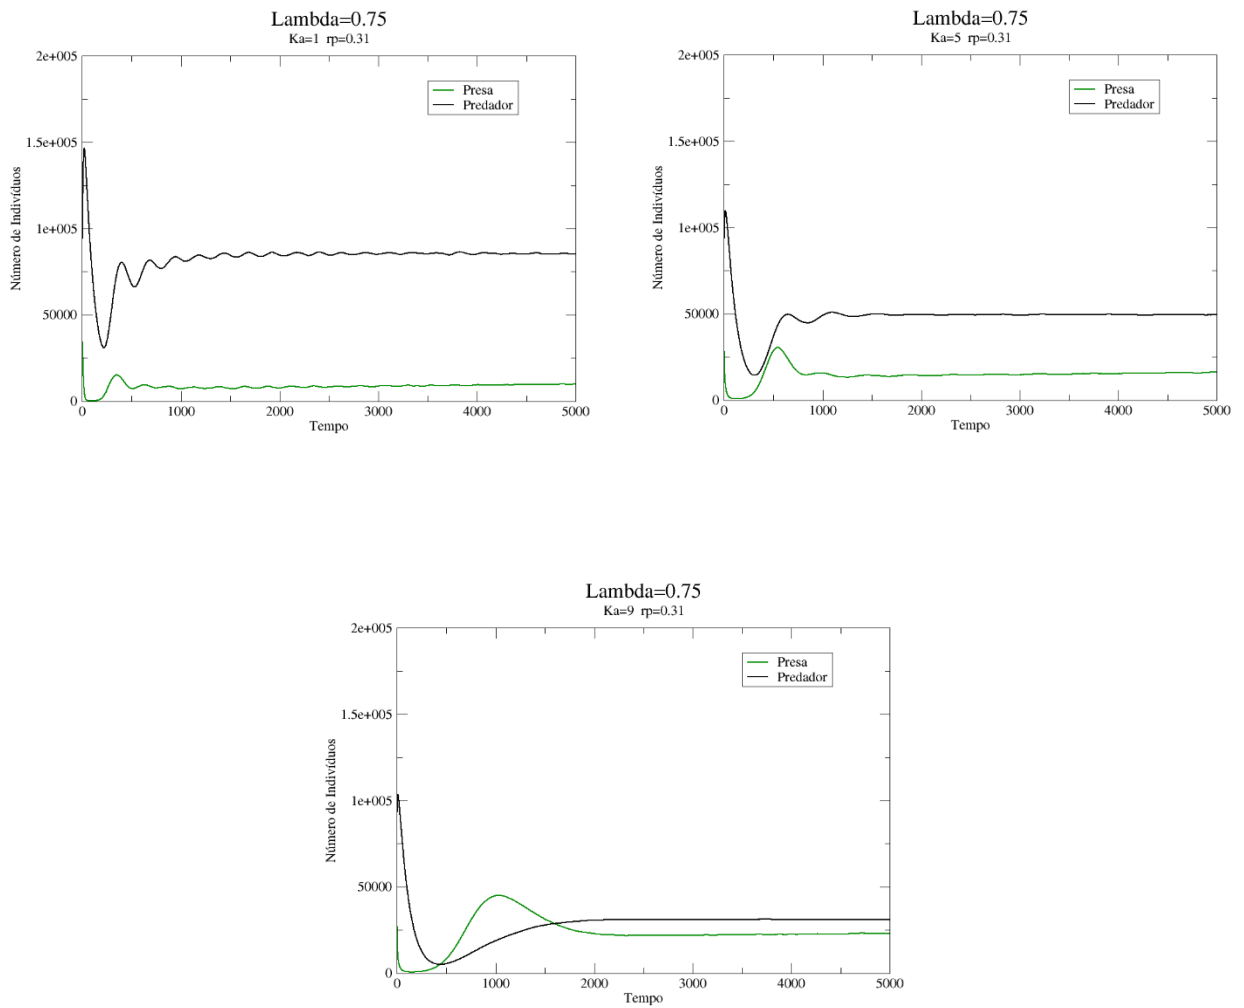 Lambda=0.75
Ka=1 rp=0.31
2e+005
1.5e+005
1e+005
50000
0
Número de Indivíduos
Presa
Predador
0 1000 2000 3000 4000 5000
Tempo
Lambda=0.75
Ka=5 rp=0.31
2e+005
1.5e+005
1e+005
50000
0
Número de Indivíduos
Presa
Predador
0 1000 2000 3000 4000 5000
Tempo
Lambda=0.75
Ka=9 rp=0.31
2e+005
1.5e+005
1e+005
50000
0
Número de Indivíduos
Presa
Predador
0 1000 2000 3000 4000 5000
Tempo